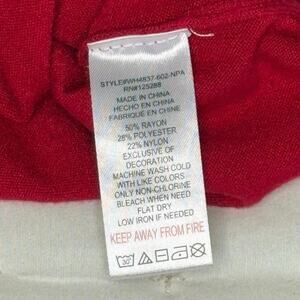 STYLE#WH4837-602-NPA
RN#125288
MADE IN CHINA
HECHO EN CHINA
FABRIQUE EN CHINE
50% RAYON
28% POLYESTER
22% NYLON
EXCLUSIVE OF
DECORATION
MACHINE WASH COLD
WITH LIKE COLORS
ONLY NON-CHLORINE
BLEACH WHEN NEED
FLAT DRY
LOW IRON IF NEEDED
KEEP AWAY FROM FIRE
30°